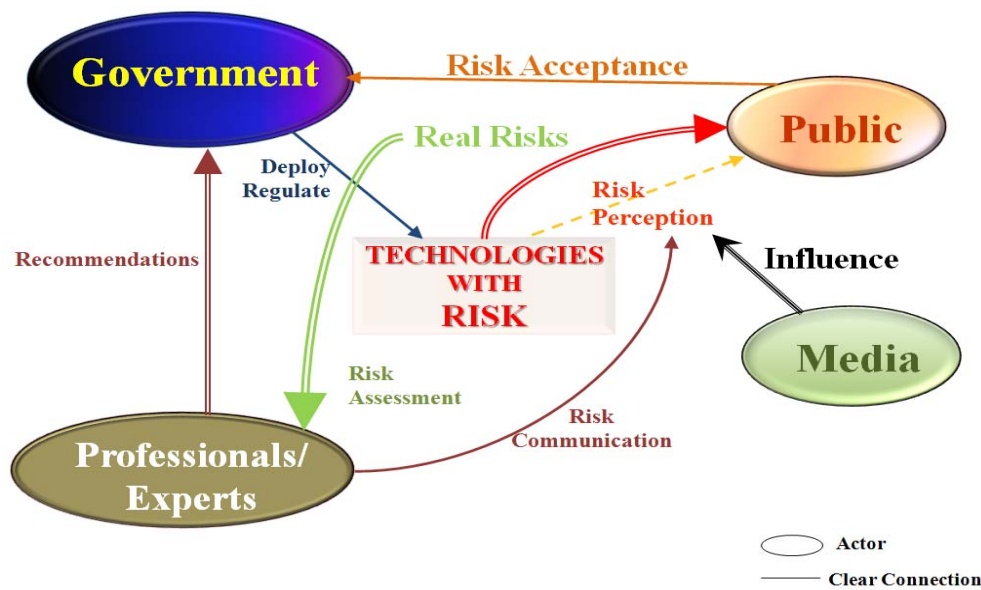 Government
Risk Acceptance
Public
Real Risks
Deploy
Regulate
Risk
Perception
Recommendations
TECHNOLOGIES
WITH
RISK
Influence
Media
Risk
Assessment
Risk
Communication
Professionals/
Experts
Actor
Clear Connection